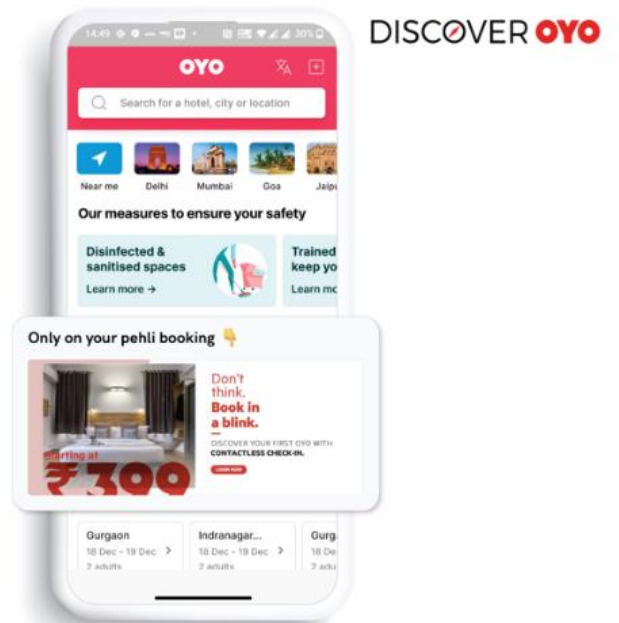 DISCOVER OYO
14:49
30%
OYO
Search for a hotel, city or location
Near me
Delhi
Mumbai
Goa
Jaipu
Our measures to ensure your safety
Disinfected &
sanitised spaces
Learn more →
Trained
keep yo
Learn mo
Only on your pehli booking 👇
Starting at
₹399
Don't
think.
Book in
a blink.
DISCOVER YOUR FIRST OYO WITH
CONTACTLESS CHECK-IN.
Gurgaon
18 Dec - 19 Dec >
2 adults
Indranagar...
18 Dec - 19 Dec >
2 adults
Gurg
18 De
2 adu